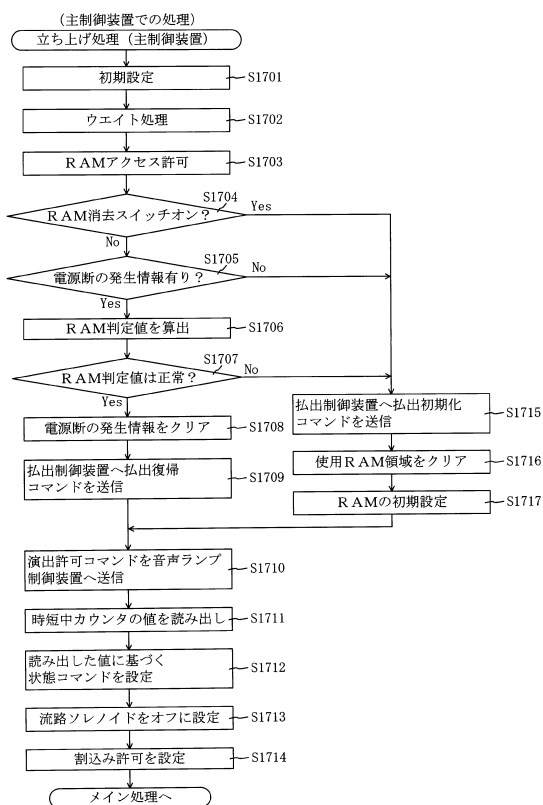 (主制御装置での処理)
立ち上げ処理(主制御装置)
初期設定
S1701
ウエイト処理
S1702
RAMアクセス許可
S1703
S1704
RAM消去スイッチオン?
Yes
No
S1705
電源断の発生情報有り?
No
Yes
RAM判定値を算出
S1706
S1707
RAM判定値は正常?
No
Yes
電源断の発生情報をクリア
S1708
払出制御装置へ払出復帰
コマンドを送信
S1709
払出制御装置へ払出初期化
コマンドを送信
S1715
使用RAM領域をクリア
S1716
RAMの初期設定
S1717
演出許可コマンドを音声ランプ
制御装置へ送信
S1710
時短中カウンタの値を読み出し
S1711
読み出した値に基づく
状態コマンドを設定
S1712
流路ソレノイドをオフに設定
S1713
割込み許可を設定
S1714
メイン処理へ